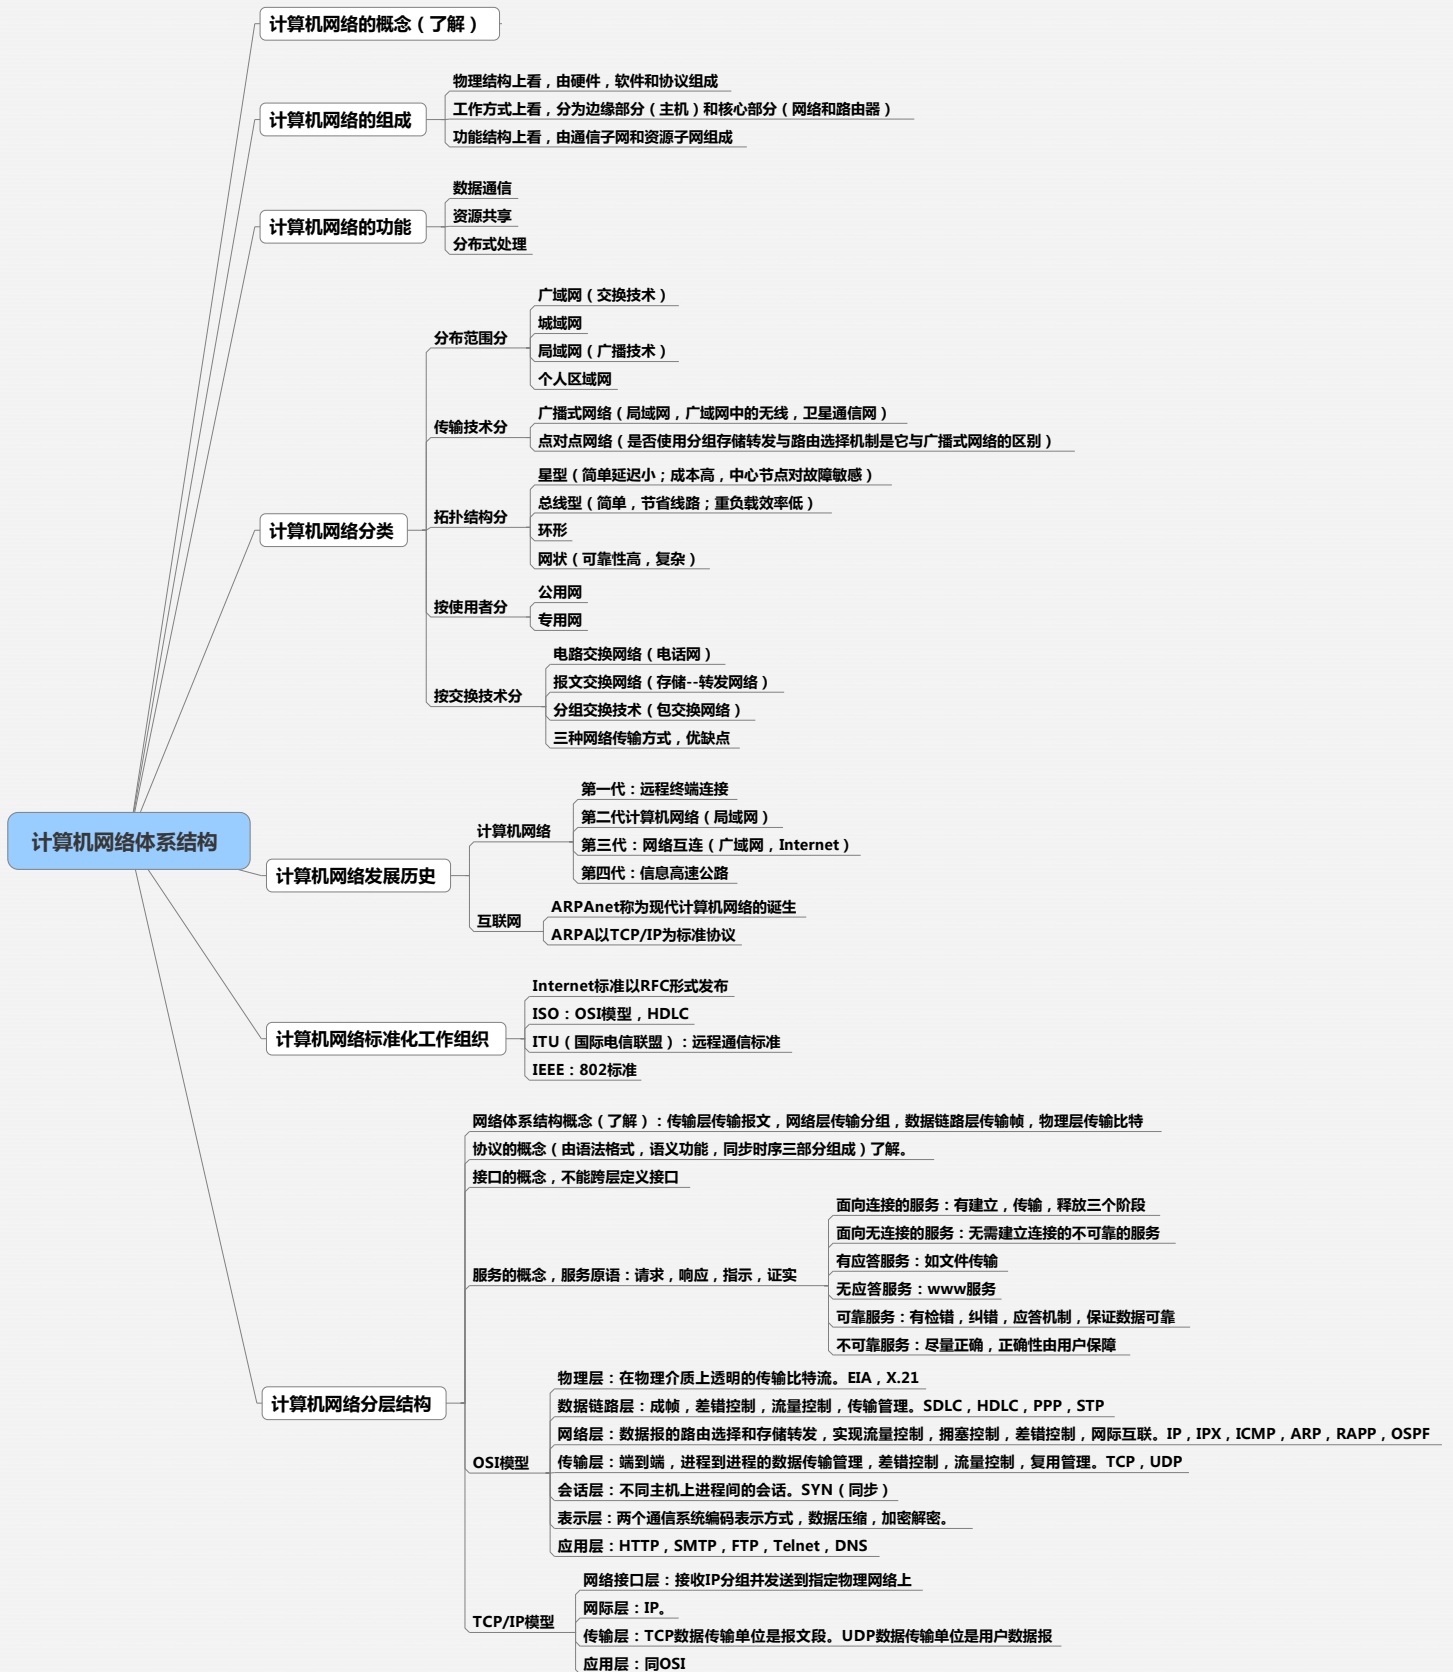 计算机网络的概念（了解）
计算机网络的组成
物理结构上看，由硬件，软件和协议组成
工作方式上看，分为边缘部分（主机）和核心部分（网络和路由器）
功能结构上看，由通信子网和资源子网组成
计算机网络的功能
数据通信
资源共享
分布式处理
计算机网络分类
分布范围分
广域网（交换技术）
城域网
局域网（广播技术）
个人区域网
传输技术分
广播式网络（局域网，广域网中的无线，卫星通信网）
点对点网络（是否使用分组存储转发与路由选择机制是它与广播式网络的区别）
拓扑结构分
星型（简单延迟小；成本高，中心节点对故障敏感）
总线型（简单，节省线路；重负载效率低）
环形
网状（可靠性高，复杂）
按使用者分
公用网
专用网
按交换技术分
电路交换网络（电话网）
报文交换网络（存储--转发网络）
分组交换技术（包交换网络）
三种网络传输方式，优缺点
计算机网络体系结构
计算机网络发展历史
计算机网络
第一代：远程终端连接
第二代计算机网络（局域网）
第三代：网络互连（广域网，Internet）
第四代：信息高速公路
互联网
ARPAnet称为现代计算机网络的诞生
ARPA以TCP/IP为标准协议
计算机网络标准化工作组织
Internet标准以RFC形式发布
ISO：OSI模型，HDLC
ITU（国际电信联盟）：远程通信标准
IEEE：802标准
计算机网络分层结构
网络体系结构概念（了解）：传输层传输报文，网络层传输分组，数据链路层传输帧，物理层传输比特
协议的概念（由语法格式，语义功能，同步时序三部分组成）了解。
接口的概念，不能跨层定义接口
服务的概念，服务原语：请求，响应，指示，证实
面向连接的服务：有建立，传输，释放三个阶段
面向无连接的服务：无需建立连接的不可靠的服务
有应答服务：如文件传输
无应答服务：www服务
可靠服务：有检错，纠错，应答机制，保证数据可靠
不可靠服务：尽量正确，正确性由用户保障
OSI模型
物理层：在物理介质上透明的传输比特流。EIA，X.21
数据链路层：成帧，差错控制，流量控制，传输管理。SDLC，HDLC，PPP，STP
网络层：数据报的路由选择和存储转发，实现流量控制，拥塞控制，差错控制，网际互联。IP，IPX，ICMP，ARP，RAPP，OSPF
传输层：端到端，进程到进程的数据传输管理，差错控制，流量控制，复用管理。TCP，UDP
会话层：不同主机上进程间的会话。SYN（同步）
表示层：两个通信系统编码表示方式，数据压缩，加密解密。
应用层：HTTP，SMTP，FTP，Telnet，DNS
TCP/IP模型
网络接口层：接收IP分组并发送到指定物理网络上
网际层：IP。
传输层：TCP数据传输单位是报文段。UDP数据传输单位是用户数据报
应用层：同OSI